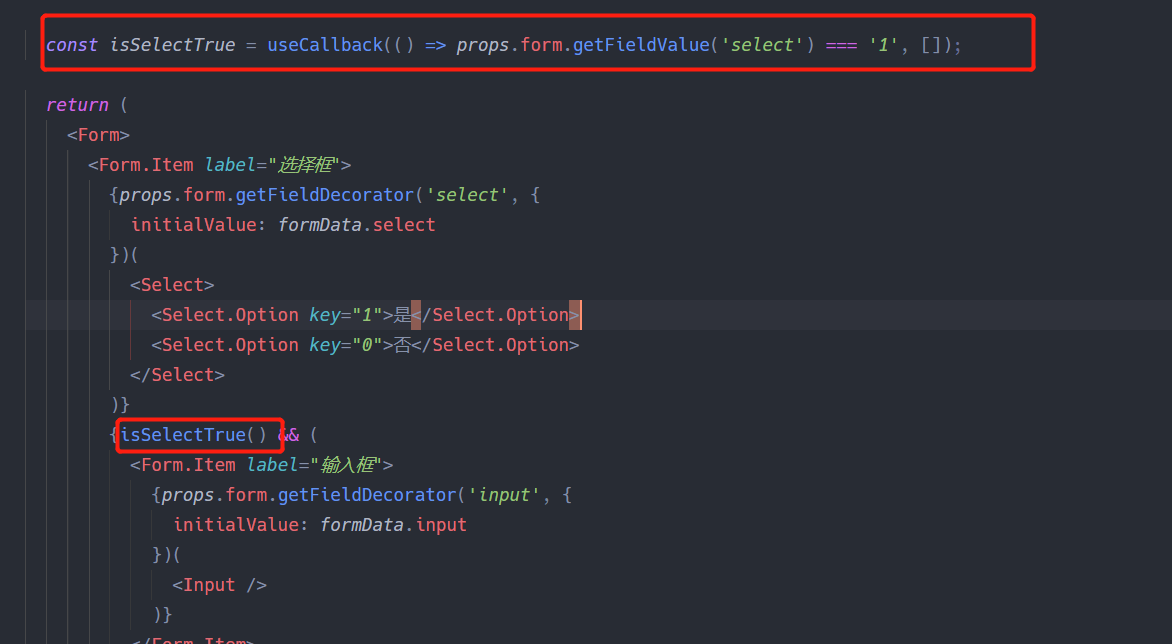 const isSelectTrue = useCallback(() => props.form.getFieldValue('select') === '1', []);
return (
<Form>
<Form.Item label="选择框">
{props.form.getFieldDecorator('select', {
initialValue: formData.select
})(
<Select>
<Select.Option key="1">是</Select.Option>
<Select.Option key="0">否</Select.Option>
</Select>
)}
{isSelectTrue() && (
<Form.Item label="输入框">
{props.form.getFieldDecorator('input', {
initialValue: formData.input
})(
<Input />
)}
</Form.Item>